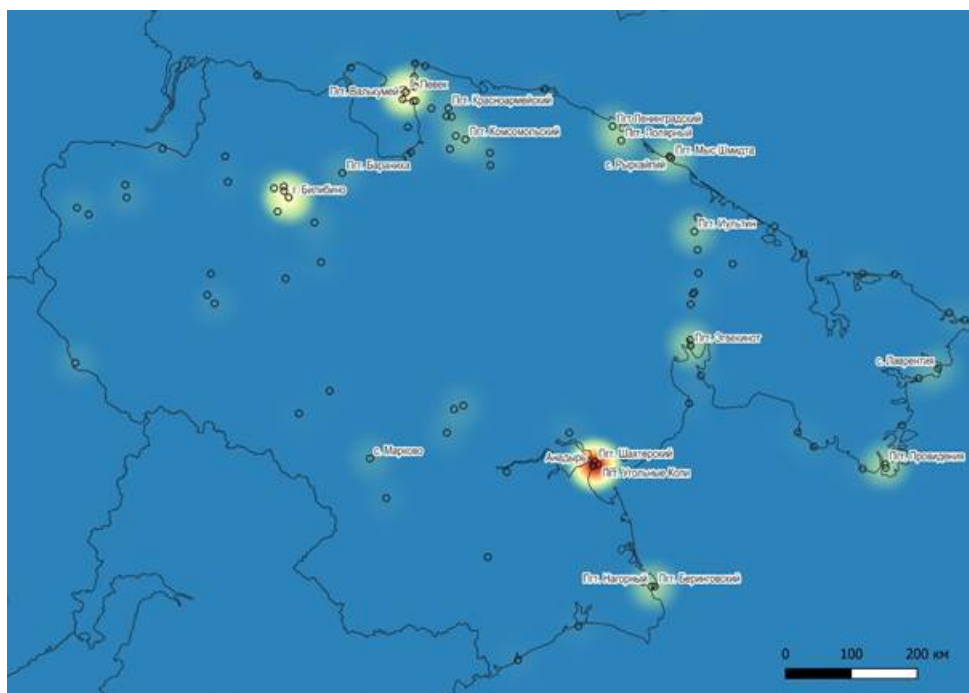 г. Певек
Пгт. Валькумей
Пгт. Красноармейский
Пгт. Ленинградский
Пгт. Комсомольский
Пгт. Полярный
Пгт. Мыс Шмидта
с. Рыркайпий
Пгт. Бараниха
г. Билибино
Пгт. Иультин
Пгт. Эгвекинот
с. Лаврентия
с. Марково
Анадырь
Пгт. Шахтерский
Пгт. Провидения
Пгт. Угольные Копи
Пгт. Нагорный
Пгт. Беринговский
0 100 200 км